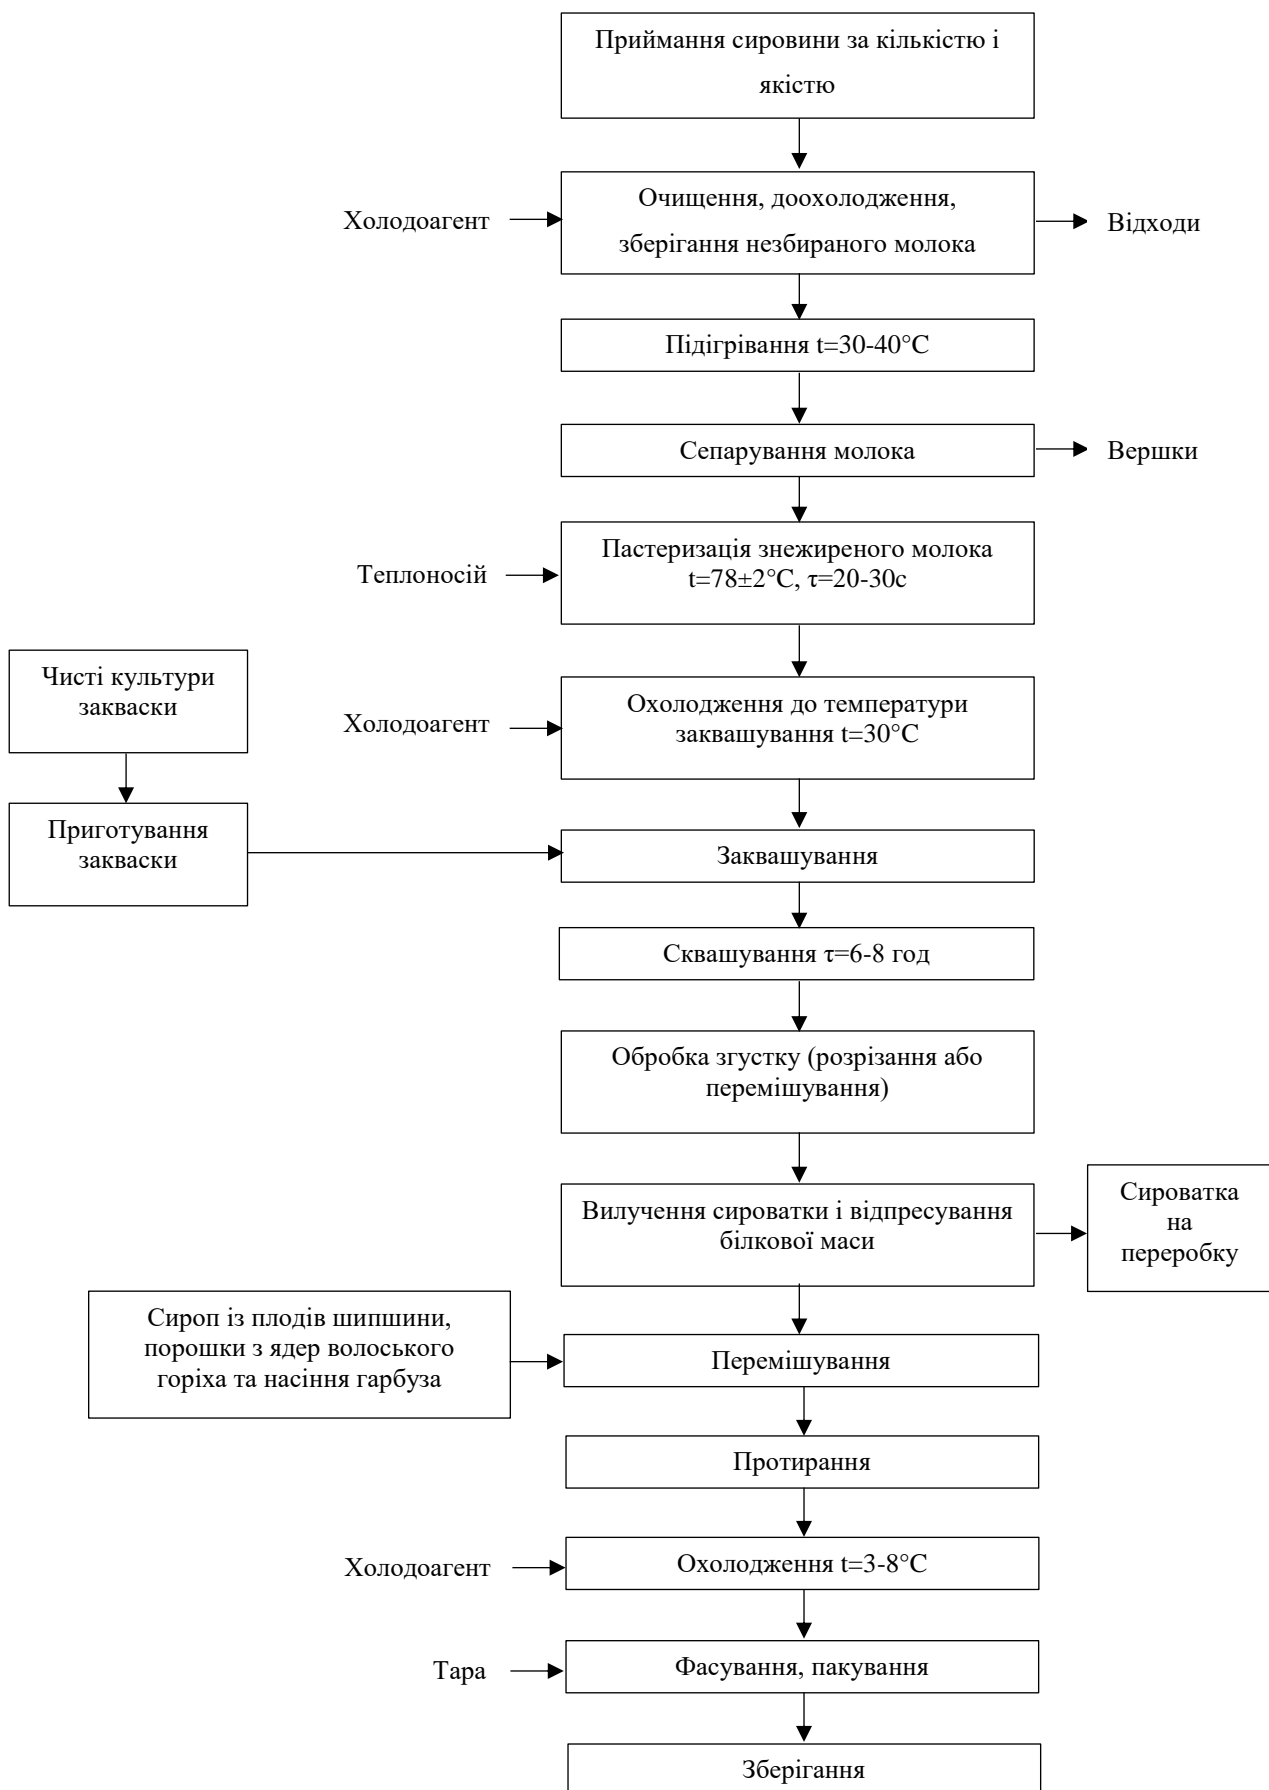 Приймання сировини за кількістю і
якістю
Холодоагент
Очищення, доохолодження,
зберігання незбираного молока
Відходи
Підігрівання t=30-40°C
Сепарування молока
Вершки
Теплоносій
Пастеризація знежиреного молока
t=78±2°C, τ=20-30с
Чисті культури
закваски
Холодоагент
Охолодження до температури
заквашування t=30°C
Приготування
закваски
Заквашування
Сквашування τ=6-8 год
Обробка згустку (розрізання або
перемішування)
Вилучення сироватки і відпресування
білкової маси
Сироватка
на
переробку
Сироп із плодів шипшини,
порошки з ядер волоського
горіха та насіння гарбуза
Перемішування
Протирання
Холодоагент
Охолодження t=3-8°C
Тара
Фасування, пакування
Зберігання